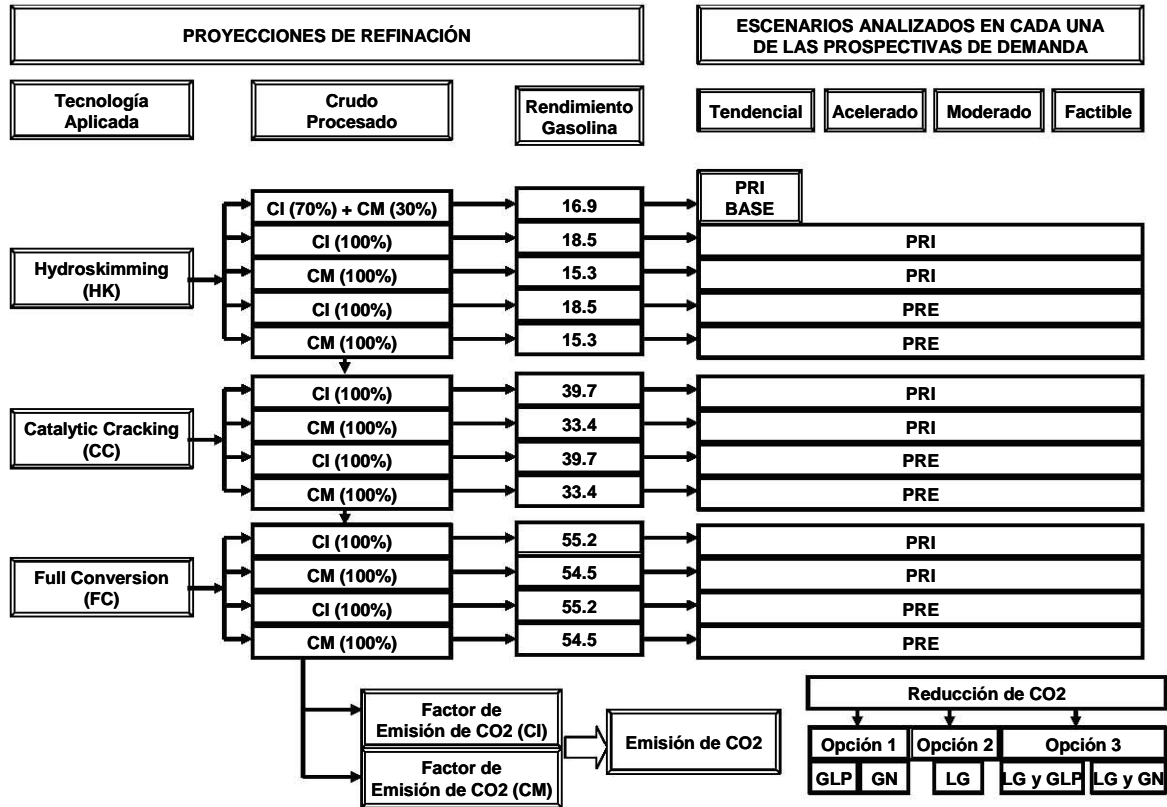 PROYECCIONES DE REFINACIÓN
ESCENARIOS ANALIZADOS EN CADA UNA
DE LAS PROSPECTIVAS DE DEMANDA
Tecnología
Aplicada
Crudo
Procesado
Rendimiento
Gasolina
Tendencial
Acelerado
Moderado
Factible
Hydroskimming
(HK)
CI (70%) + CM (30%)
16.9
PRI
BASE
CI (100%)
18.5
PRI
CM (100%)
15.3
PRI
CI (100%)
18.5
PRE
CM (100%)
15.3
PRE
Catalytic Cracking
(CC)
CI (100%)
39.7
PRI
CM (100%)
33.4
PRI
CI (100%)
39.7
PRE
CM (100%)
33.4
PRE
Full Conversion
(FC)
CI (100%)
55.2
PRI
CM (100%)
54.5
PRI
CI (100%)
55.2
PRE
CM (100%)
54.5
PRE
Factor de
Emisión de CO2 (CI)
Factor de
Emisión de CO2 (CM)
Emisión de CO2
Reducción de CO2
Opción 1
Opción 2
Opción 3
GLP
GN
LG
LG y GLP
LG y GN